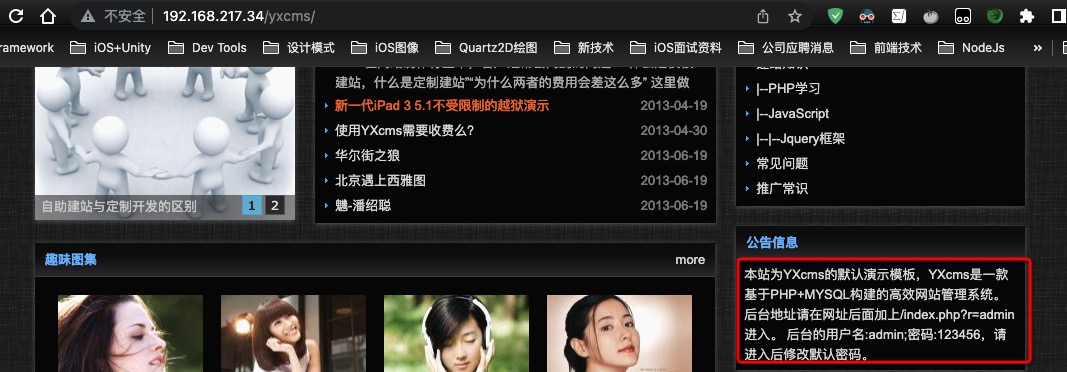 不安全 192.168.217.34/yxcms/
ramework iOS+Unity Dev Tools 设计模式 iOS图像 Quartz2D绘图 新技术 iOS面试资料 公司应聘消息 前端技术 NodeJs »
建站，什么是定制建站”“为什么两者的费用会差这么多” 这里做
新一代iPad 3 5.1不受限制的越狱演示 2013-04-19
使用YXcms需要收费么? 2013-04-30
华尔街之狼 2013-06-19
北京遇上西雅图 2013-06-19
魑-潘绍聪 2013-06-19
自助建站与定制开发的区别 1 2
|--PHP学习
|--JavaScript
|--|--Jquery框架
常见问题
推广常识
趣味图集 more
公告信息
本站为YXcms的默认演示模板，YXcms是一款
基于PHP+MYSQL构建的高效网站管理系统。
后台地址请在网址后面加上/index.php?r=admin
进入。 后台的用户名:admin;密码:123456，请
进入后修改默认密码。